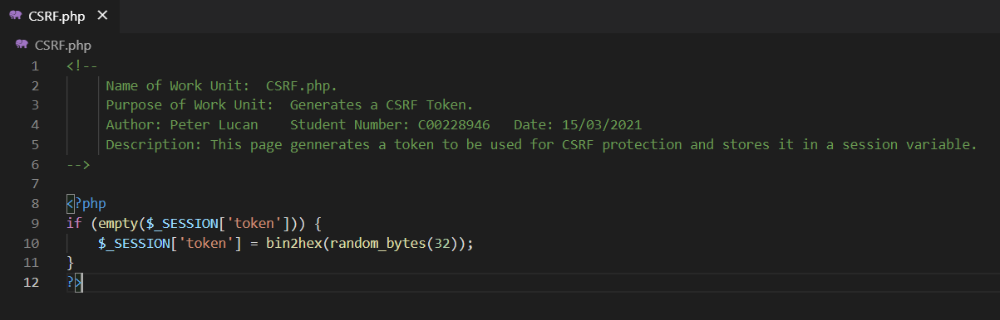 CSRF.php ✕
CSRF.php
1 <!--
2 Name of Work Unit:  CSRF.php.
3 Purpose of Work Unit:  Generates a CSRF Token.
4 Author: Peter Lucan    Student Number: C00228946   Date: 15/03/2021
5 Description: This page gennerates a token to be used for CSRF protection and stores it in a session variable.
6 -->
7
8 <?php
9 if (empty($_SESSION['token'])) {
10     $_SESSION['token'] = bin2hex(random_bytes(32));
11 }
12 ?>